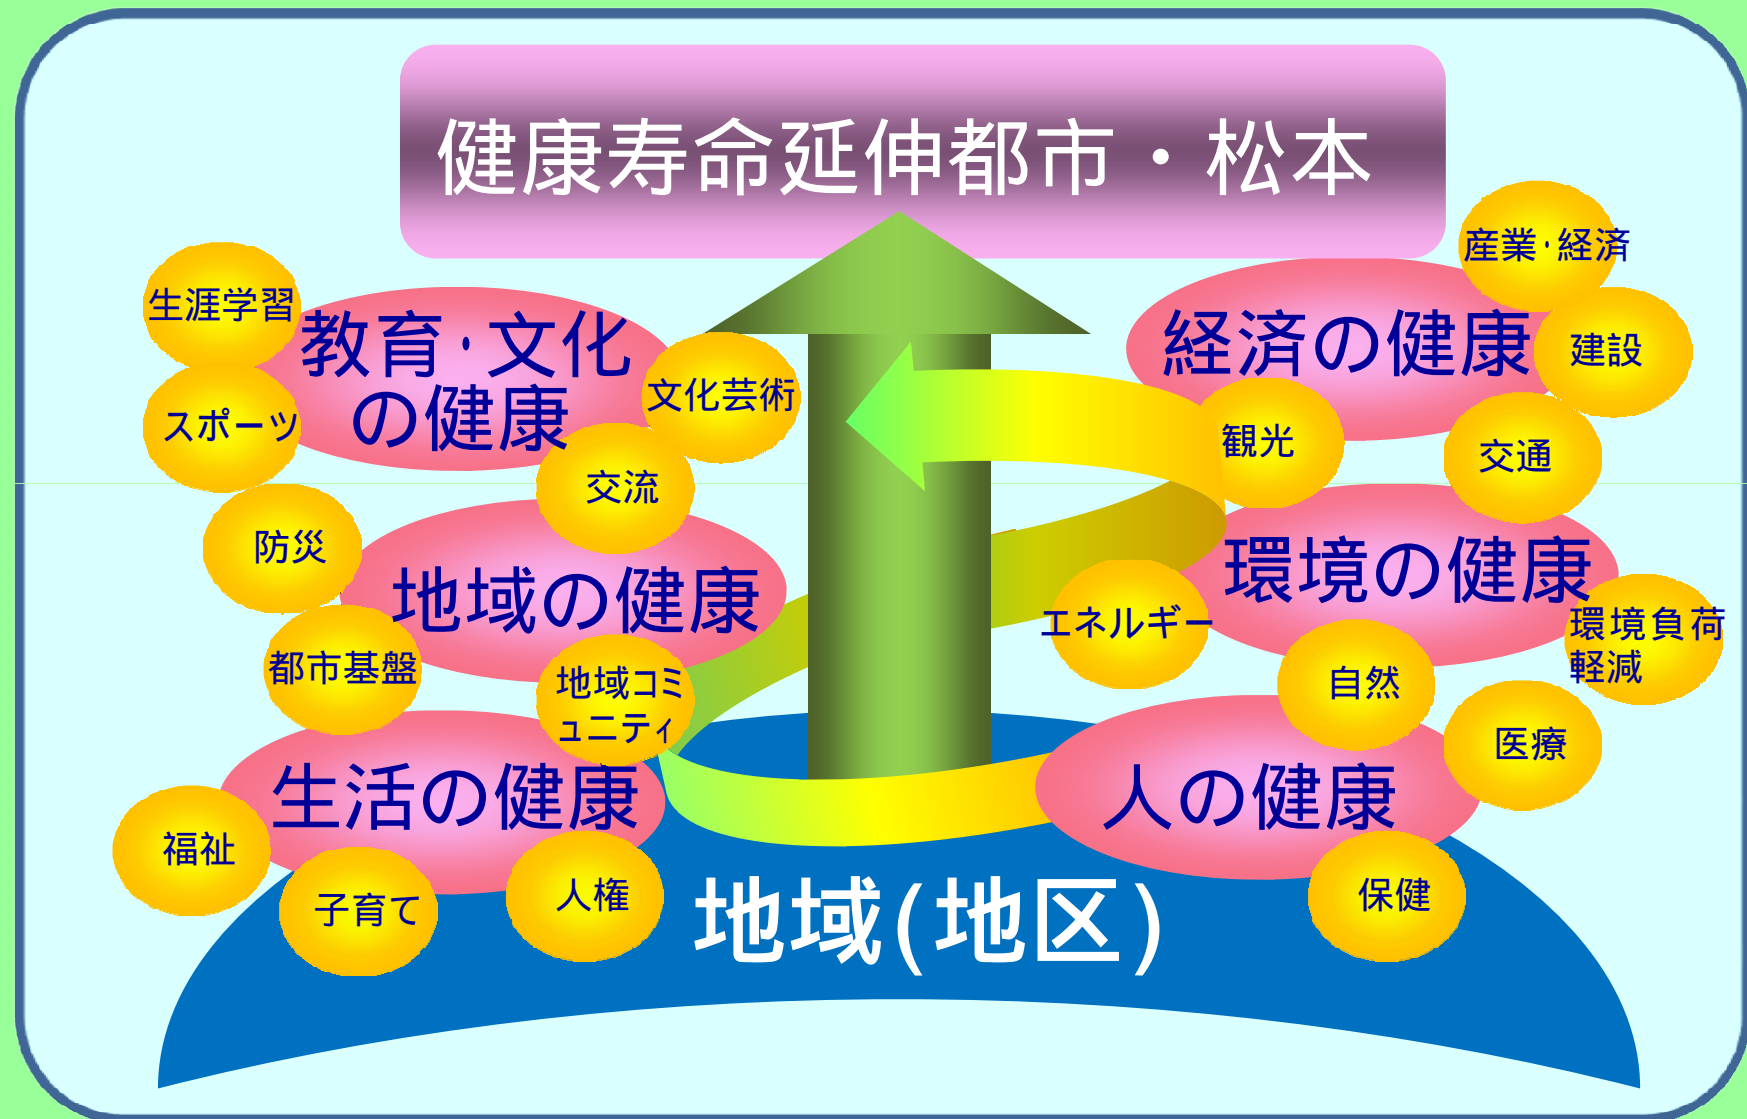 健康寿命延伸都市・松本
産業・経済
生涯学習
教育・文化
の健康
経済の健康
建設
文化芸術
スポーツ
観光
交通
交流
防災
地域の健康
環境の健康
エネルギー
環境負荷
軽減
都市基盤
地域コミ
ュニティ
自然
医療
生活の健康
人の健康
福祉
子育て
人権
保健
地域(地区)